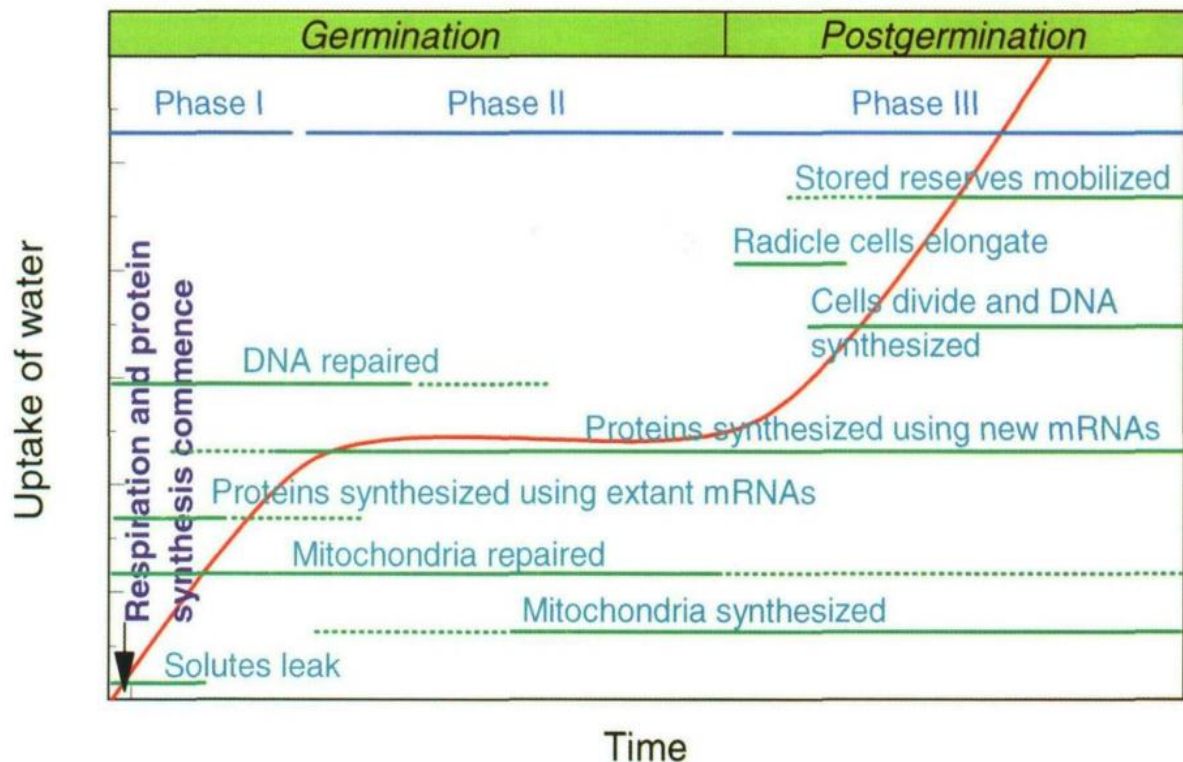 Germination
Postgermination
Phase I
Phase II
Phase III
Stored reserves mobilized
Radicle cells elongate
Cells divide and DNA
synthesized
DNA repaired
Proteins synthesized using new mRNAs
Proteins synthesized using extant mRNAs
Mitochondria repaired
Mitochondria synthesized
Solutes leak
Respiration and protein
synthesis commence
Uptake of water
Time